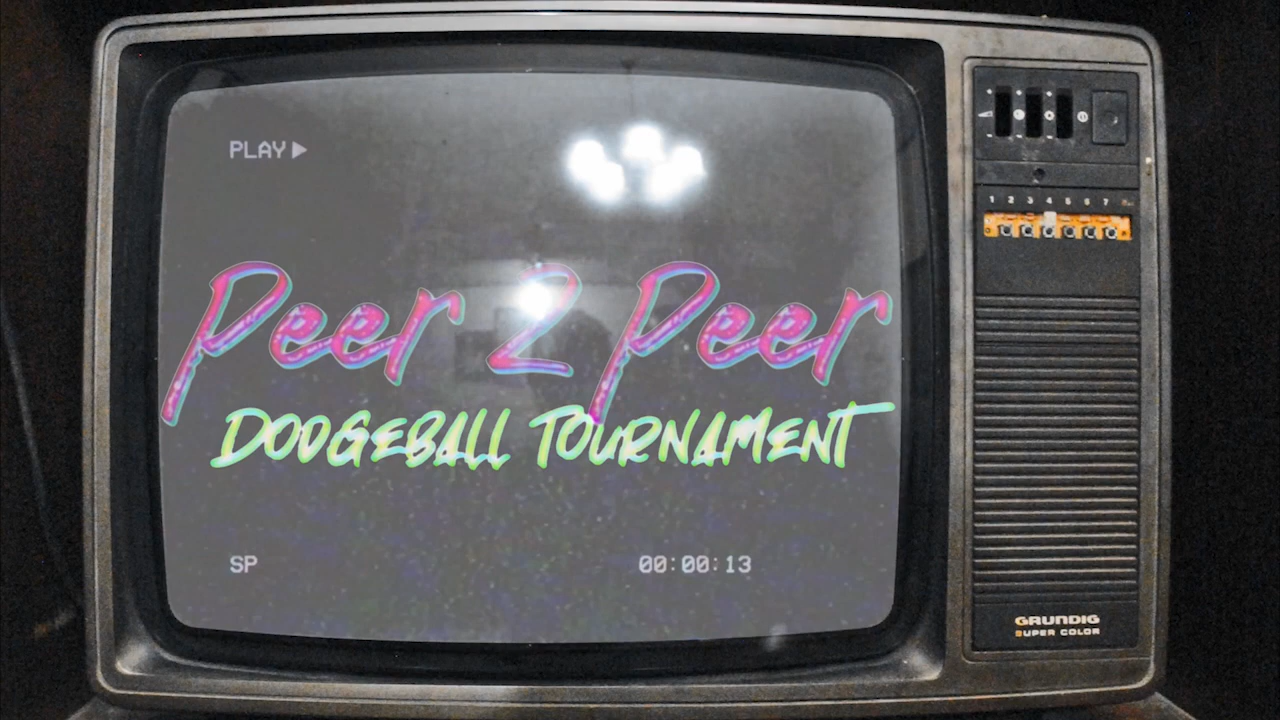 PLAY
Peer 2 Peer
DODGEBALL TOURNAMENT
SP
00:00:13
1 2 3 4 5 6 7
GRUNDIG
SUPER COLOR